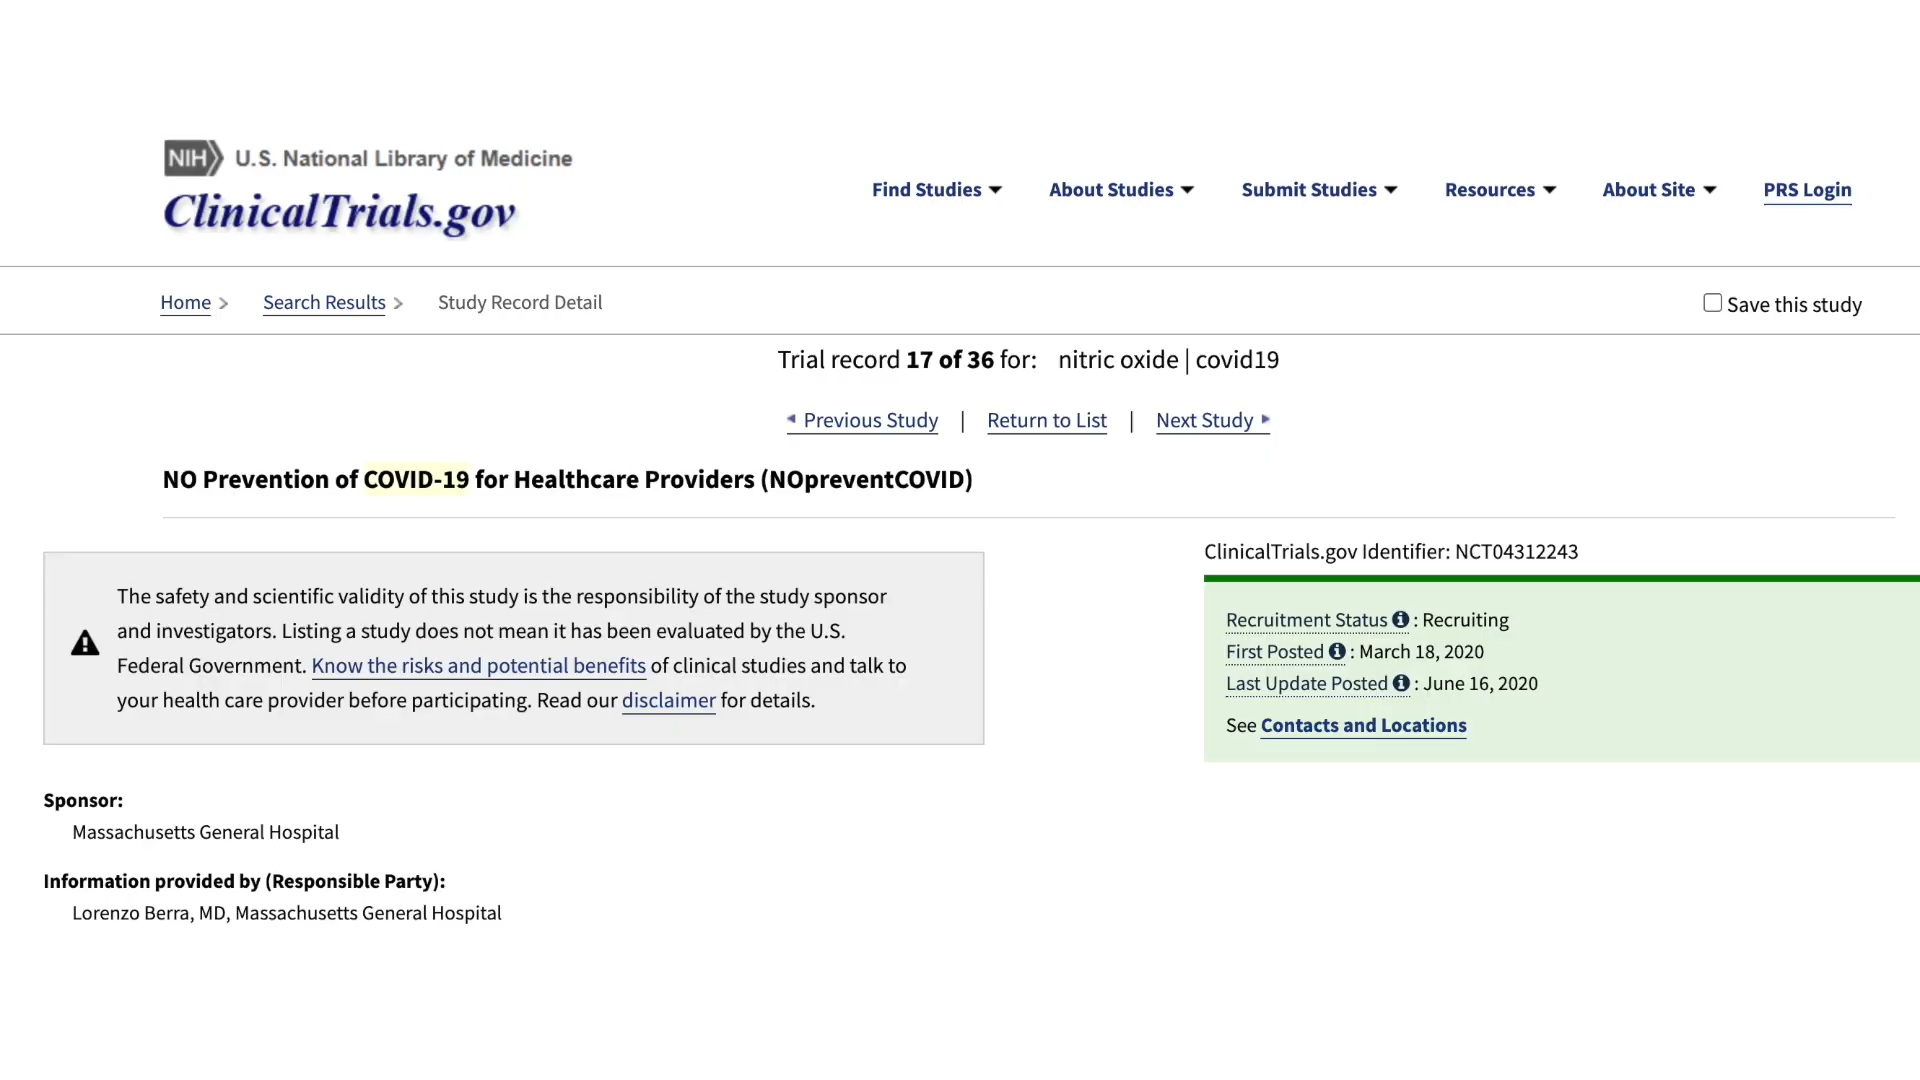 NIH U.S. National Library of Medicine
ClinicalTrials.gov
Find Studies About Studies Submit Studies Resources About Site PRS Login
Home > Search Results > Study Record Detail
Save this study
Trial record 17 of 36 for: nitric oxide | covid19
Previous Study | Return to List | Next Study
NO Prevention of COVID-19 for Healthcare Providers (NOpreventCOVID)
The safety and scientific validity of this study is the responsibility of the study sponsor
and investigators. Listing a study does not mean it has been evaluated by the U.S.
Federal Government. Know the risks and potential benefits of clinical studies and talk to
your health care provider before participating. Read our disclaimer for details.
ClinicalTrials.gov Identifier: NCT04312243
Recruitment Status : Recruiting
First Posted : March 18, 2020
Last Update Posted : June 16, 2020
See Contacts and Locations
Sponsor:
Massachusetts General Hospital
Information provided by (Responsible Party):
Lorenzo Berra, MD, Massachusetts General Hospital